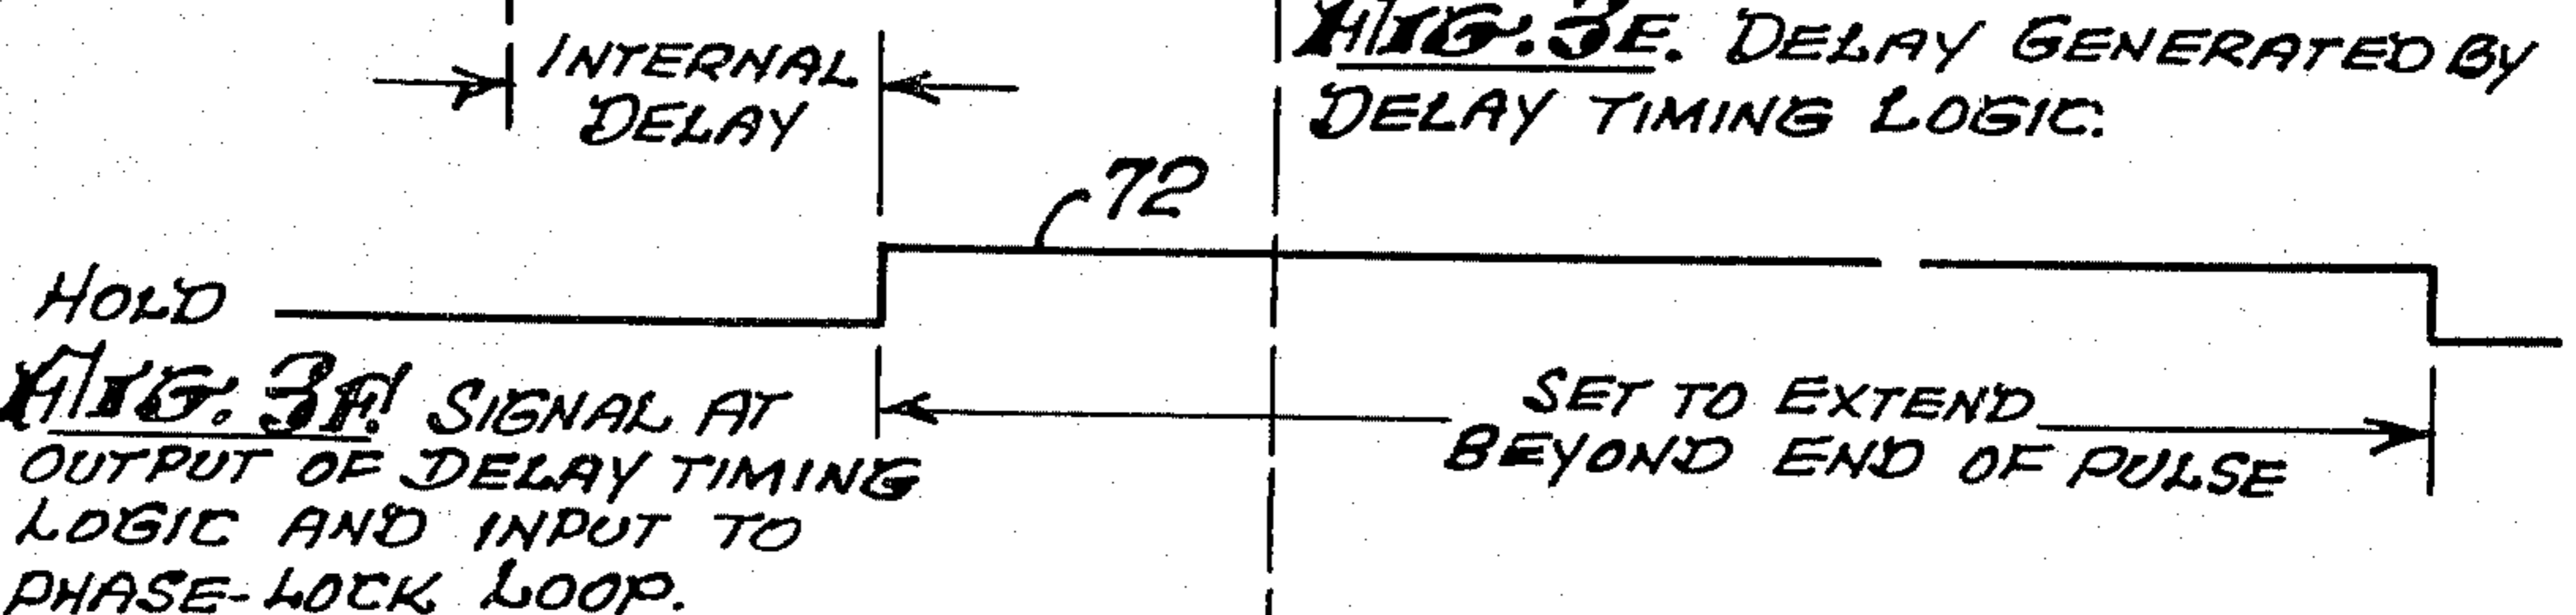 INTERNAL
DELAY
FIG. 3E. DELAY GENERATED BY
DELAY TIMING LOGIC.
72
HOLD
FIG. 3F. SIGNAL AT
OUTPUT OF DELAY TIMING
LOGIC AND INPUT TO
PHASE-LOCK LOOP.
SET TO EXTEND
BEYOND END OF PULSE